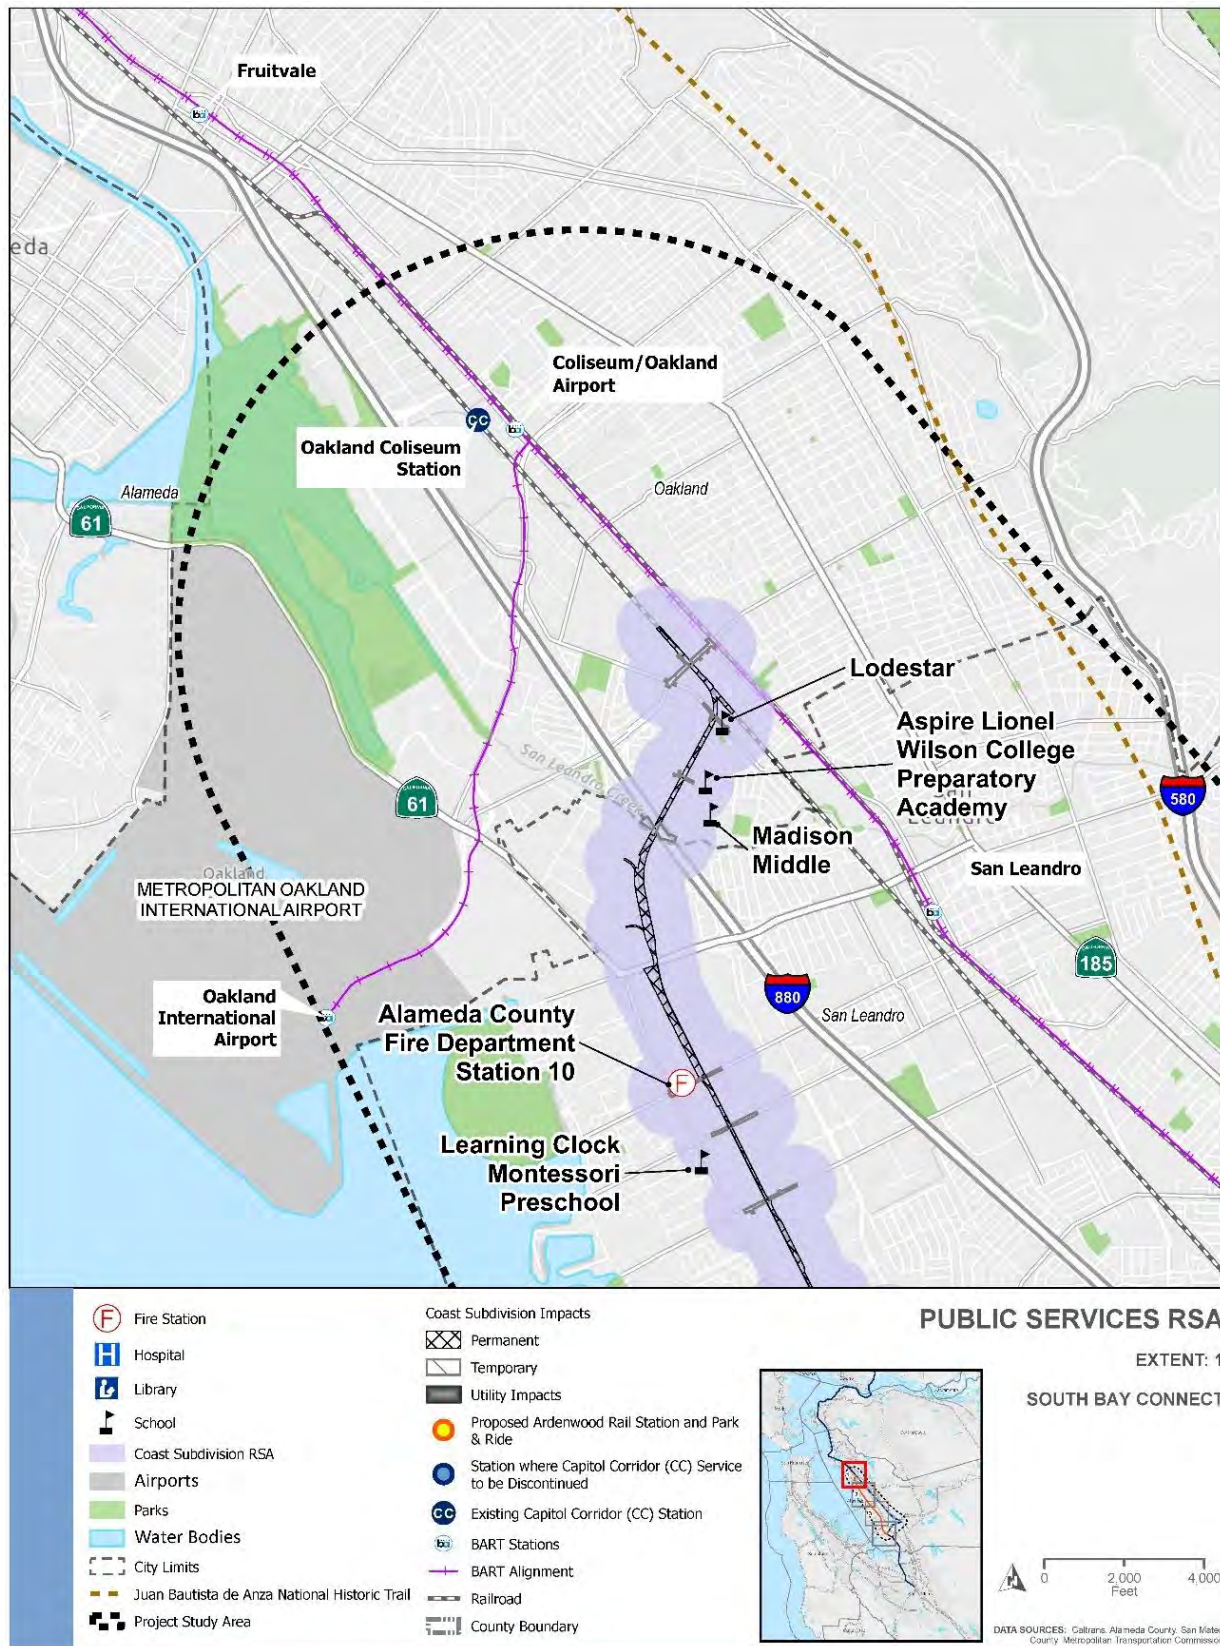 Fruitvale
eda
Coliseum/Oakland
Airport
CC
Oakland Coliseum
Station
Alameda
Oakland
CALIFORNIA
61
Lodestar
Aspire Lionel
Wilson College
Preparatory
Academy
San Leandro Creek
580
CALIFORNIA
61
Madison
Middle
San Leandro
Oakland
METROPOLITAN OAKLAND
INTERNATIONAL AIRPORT
CALIFORNIA
185
880
San Leandro
Oakland
International
Airport
Alameda County
Fire Department
Station 10
F
Learning Clock
Montessori
Preschool
F Fire Station
H Hospital
Library
School
Coast Subdivision RSA
Airports
Parks
Water Bodies
City Limits
Juan Bautista de Anza National Historic Trail
Project Study Area
Coast Subdivision Impacts
Permanent
Temporary
Utility Impacts
Proposed Ardenwood Rail Station and Park
& Ride
Station where Capitol Corridor (CC) Service
to be Discontinued
CC Existing Capitol Corridor (CC) Station
BART Stations
BART Alignment
Railroad
County Boundary
PUBLIC SERVICES RSA
EXTENT: 1
SOUTH BAY CONNECT
0 2,000 4,000
Feet
DATA SOURCES: Caltrans, Alameda County, San Mate
County, Metropolitan Transportation Commissio